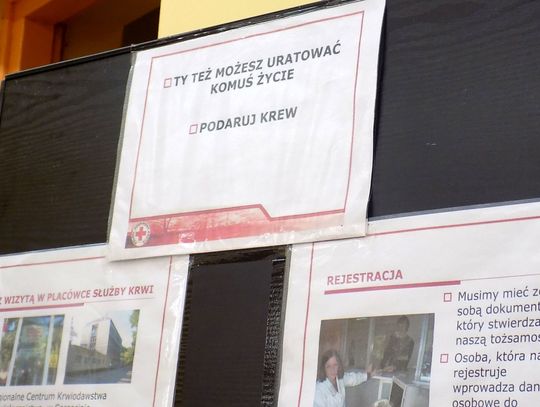 TY TEŻ MOŻESZ URATOWAĆ
KOMUŚ ŻYCIE
PODARUJ KREW
Z WIZYTĄ W PLACÓWCE SŁUŻBY KRWI
Centrum Krwiodawstwa
REJESTRACJA
Musimy mieć ze
sobą dokument
który stwierdza
naszą tożsamoś
Osoba, która na
rejestruje
wprowadza dan
osobowe do